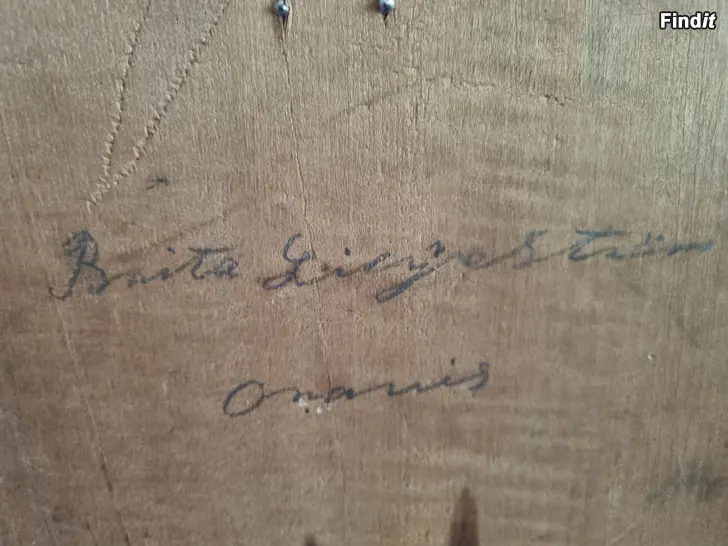 Findit
Brita Liljeström
Oravais